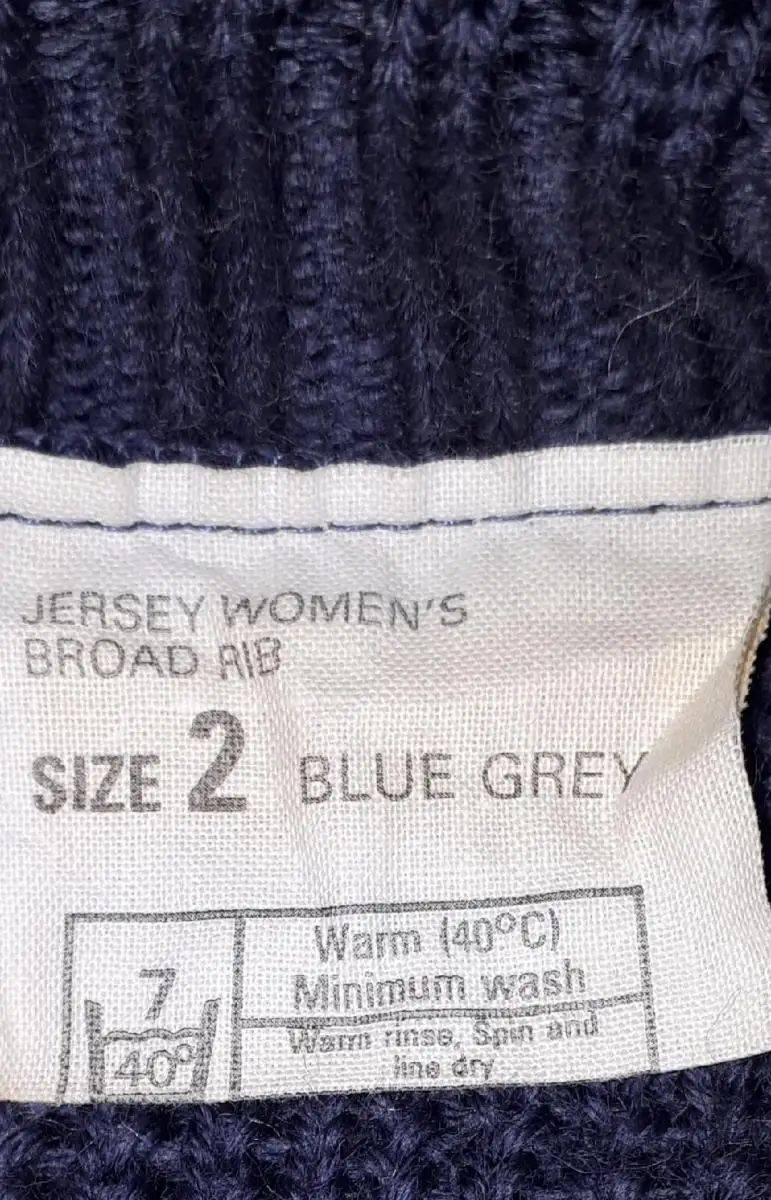 JERSEY WOMEN'S
BROAD RIB
SIZE 2 BLUE GREY
7
40°
Warm (40°C)
Minimum wash
Warm rinse, Spin and
line dry